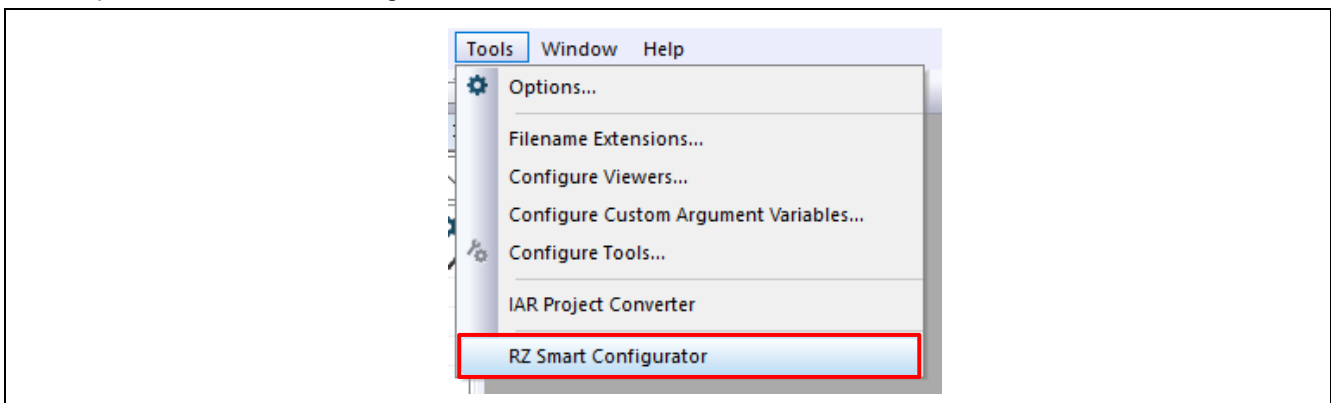 Tools Window Help
Options...
Filename Extensions...
Configure Viewers...
Configure Custom Argument Variables...
Configure Tools...
IAR Project Converter
RZ Smart Configurator